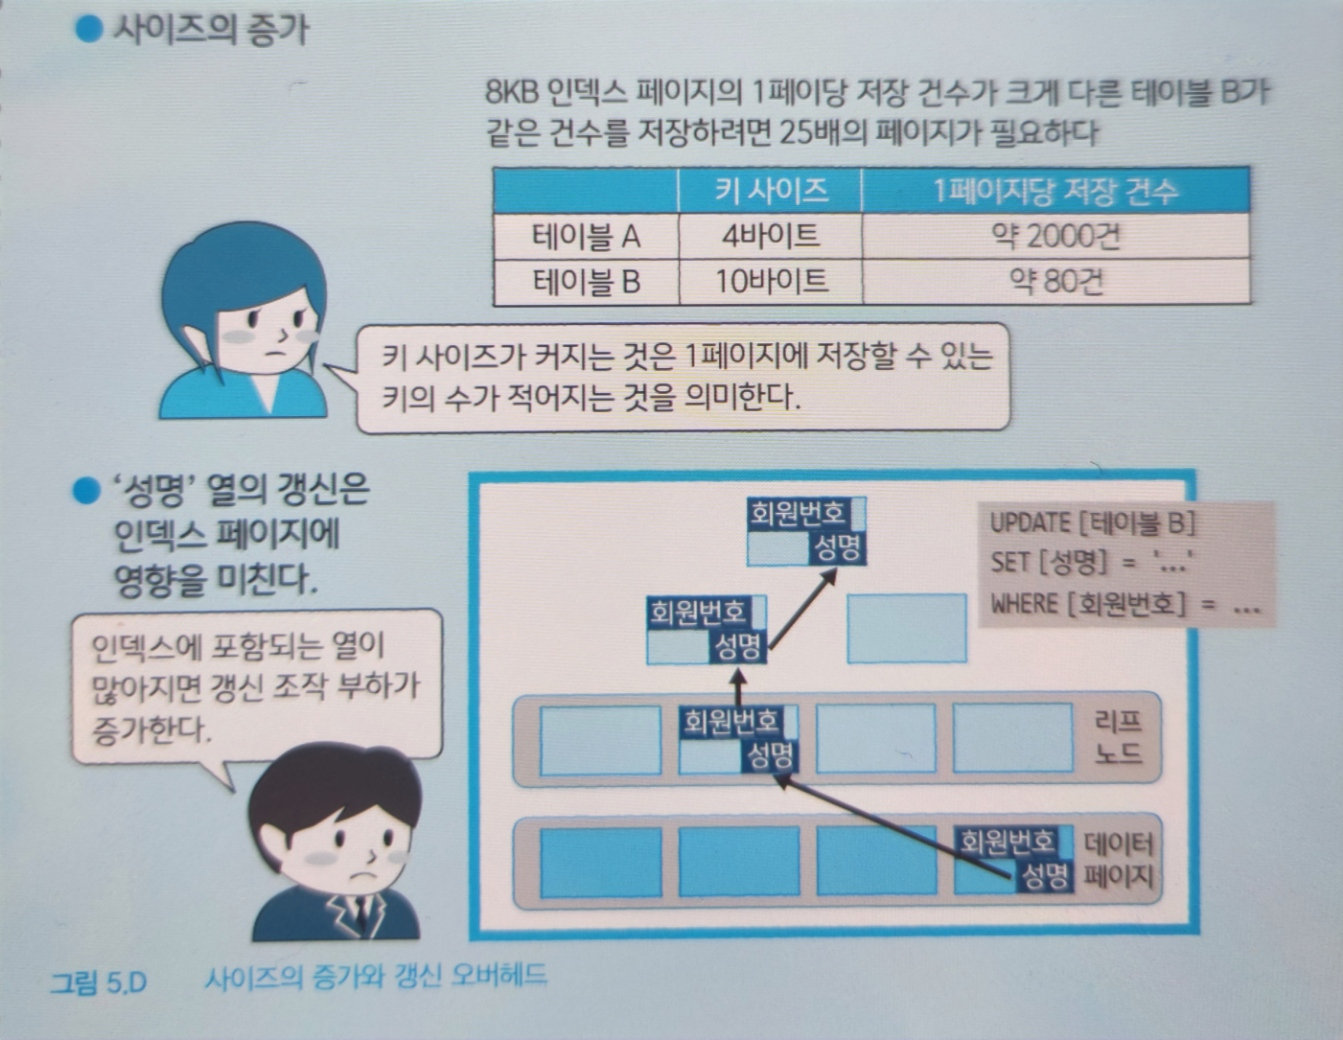 사이즈의 증가
8KB 인덱스 페이지의 1페이당 저장 건수가 크게 다른 테이블 B가
같은 건수를 저장하려면 25배의 페이지가 필요하다
키 사이즈 1페이지당 저장 건수
테이블 A 4바이트 약 2000건
테이블 B 10바이트 약 80건
키 사이즈가 커지는 것은 1페이지에 저장할 수 있는
키의 수가 적어지는 것을 의미한다.
‘성명’ 열의 갱신은
인덱스 페이지에
영향을 미친다.
인덱스에 포함되는 열이
많아지면 갱신 조작 부하가
증가한다.
회원번호
성명
UPDATE [테이블 B]
SET [성명] = '...'
WHERE [회원번호] = ...
회원번호
성명
회원번호
성명
리프
노드
회원번호
성명
데이터
페이지
그림 5.D 사이즈의 증가와 갱신 오버헤드